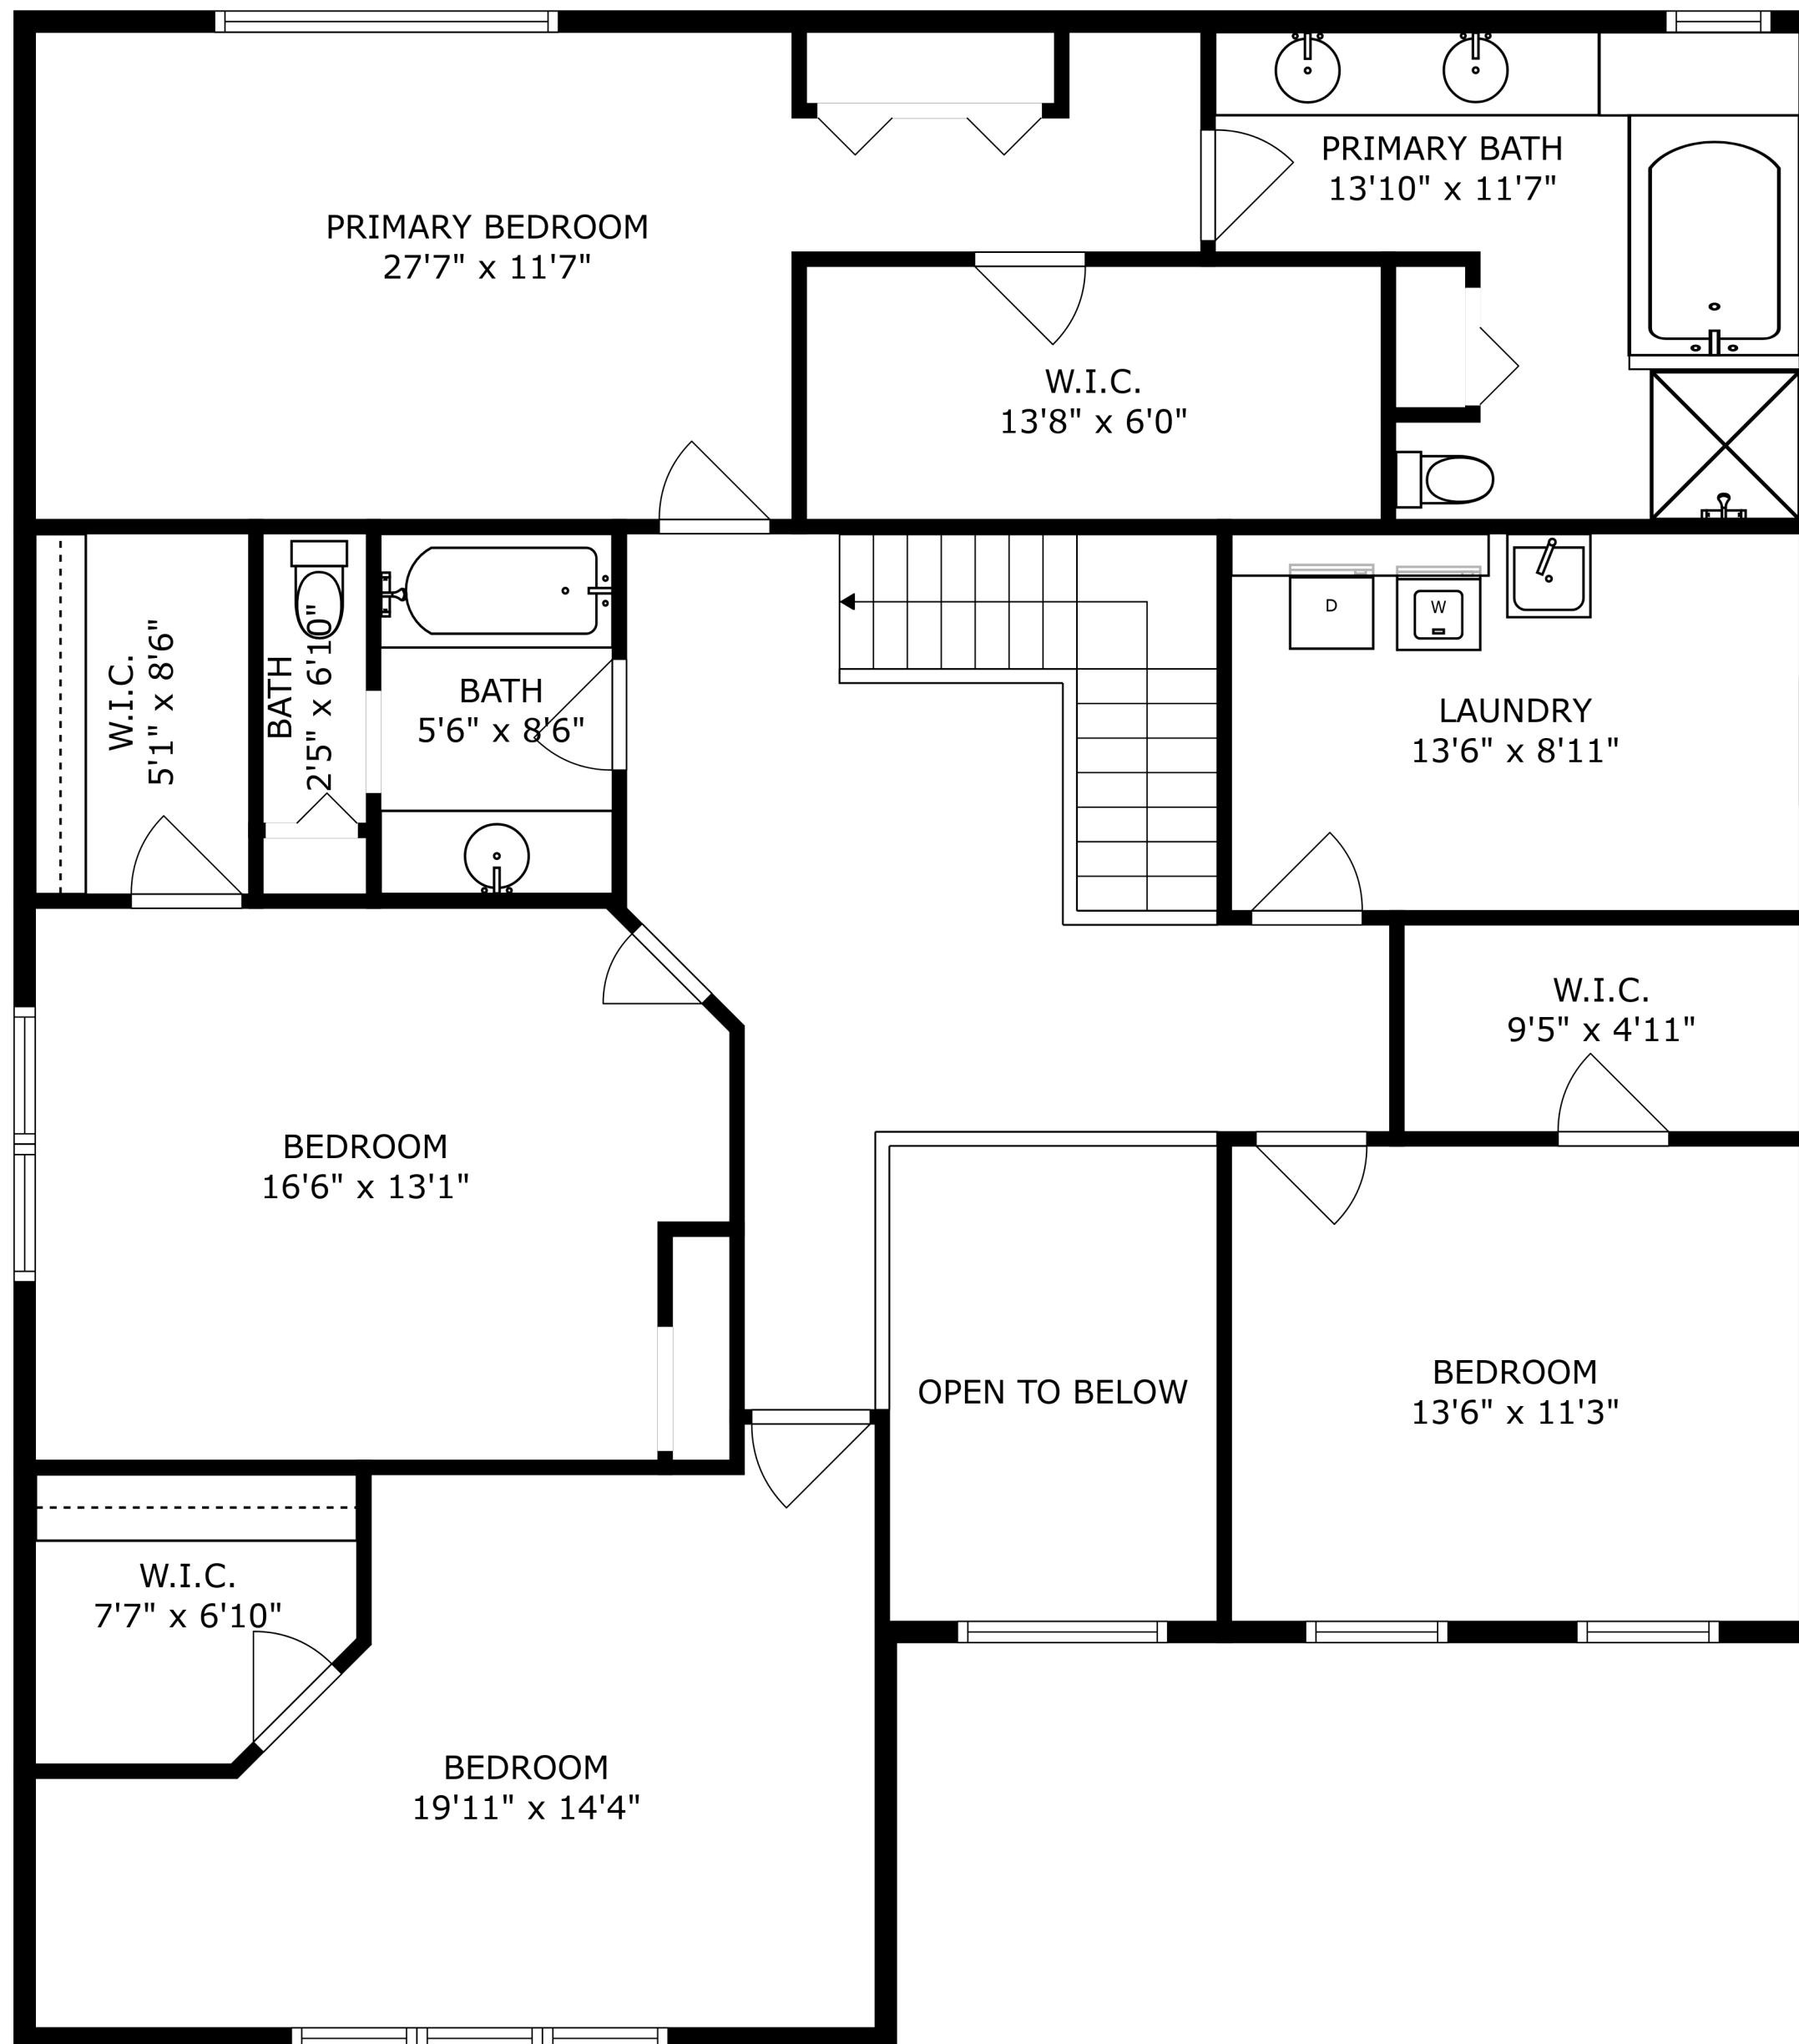 PRIMARY BEDROOM
27'7" x 11'7"
PRIMARY BATH
13'10" x 11'7"
W.I.C.
13'8" x 6'0"
W.I.C.
5'1" x 8'6"
BATH
2'5" x 6'10"
BATH
5'6" x 8'6"
D
W
LAUNDRY
13'6" x 8'11"
W.I.C.
9'5" x 4'11"
BEDROOM
16'6" x 13'1"
OPEN TO BELOW
BEDROOM
13'6" x 11'3"
W.I.C.
7'7" x 6'10"
BEDROOM
19'11" x 14'4"